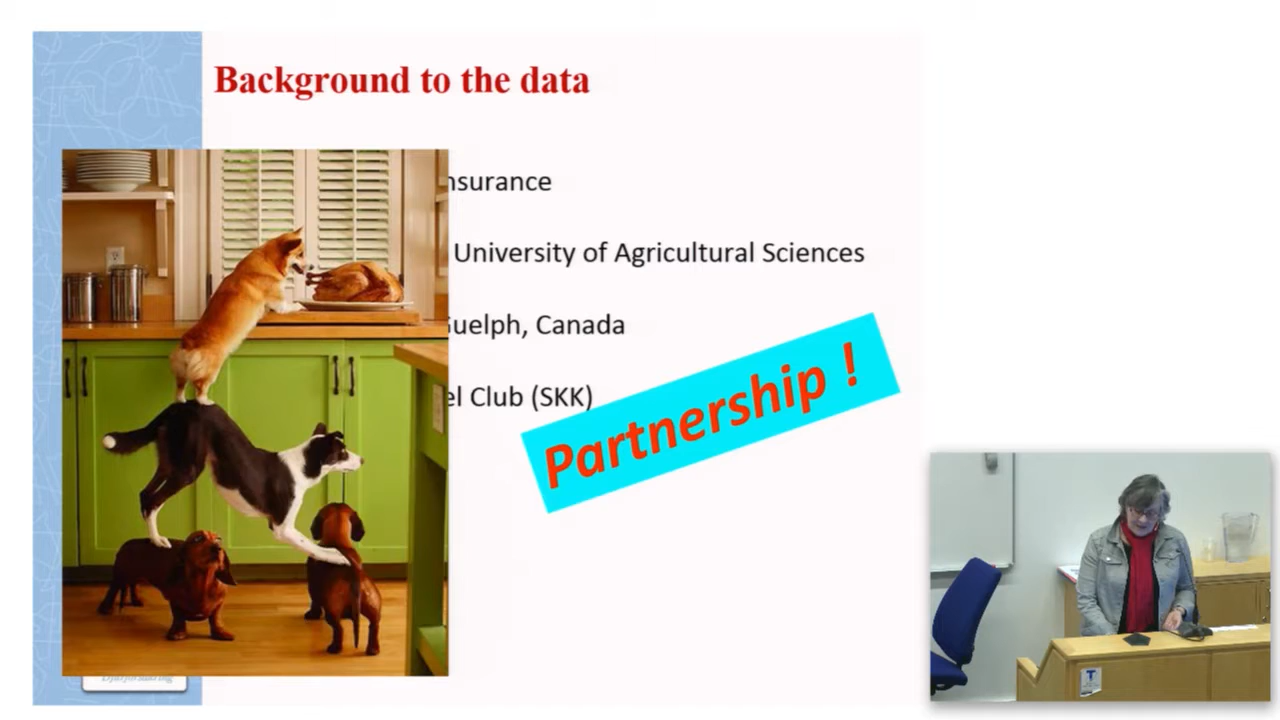 Background to the data
nsurance
University of Agricultural Sciences
Guelph, Canada
el Club (SKK)
Partnership !